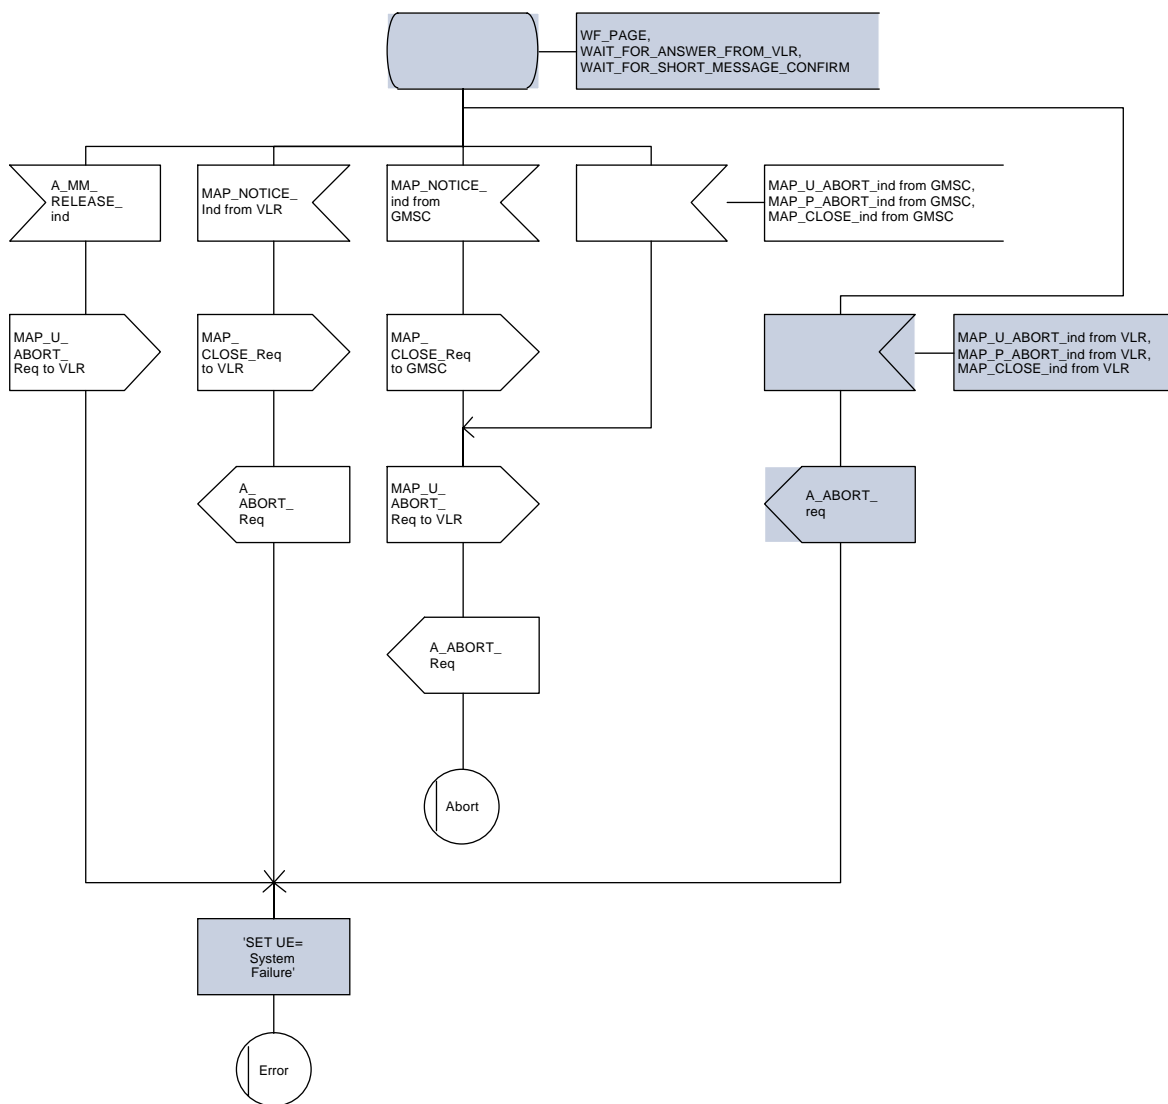 WF_PAGE,
WAIT_FOR_ANSWER_FROM_VLR,
WAIT_FOR_SHORT_MESSAGE_CONFIRM
A_MM_
RELEASE_
ind
MAP_NOTICE_
Ind from VLR
MAP_NOTICE_
ind from
GMSC
MAP_U_ABORT_ind from GMSC,
MAP_P_ABORT_ind from GMSC,
MAP_CLOSE_ind from GMSC
MAP_U_
ABORT_
Req to VLR
MAP_
CLOSE_Req
to VLR
MAP_
CLOSE_Req
to GMSC
MAP_U_ABORT_ind from VLR,
MAP_P_ABORT_ind from VLR,
MAP_CLOSE_ind from VLR
A_
ABORT_
Req
MAP_U_
ABORT_
Req to VLR
A_ABORT_
req
A_ABORT_
Req
Abort
'SET UE=
System
Failure'
Error